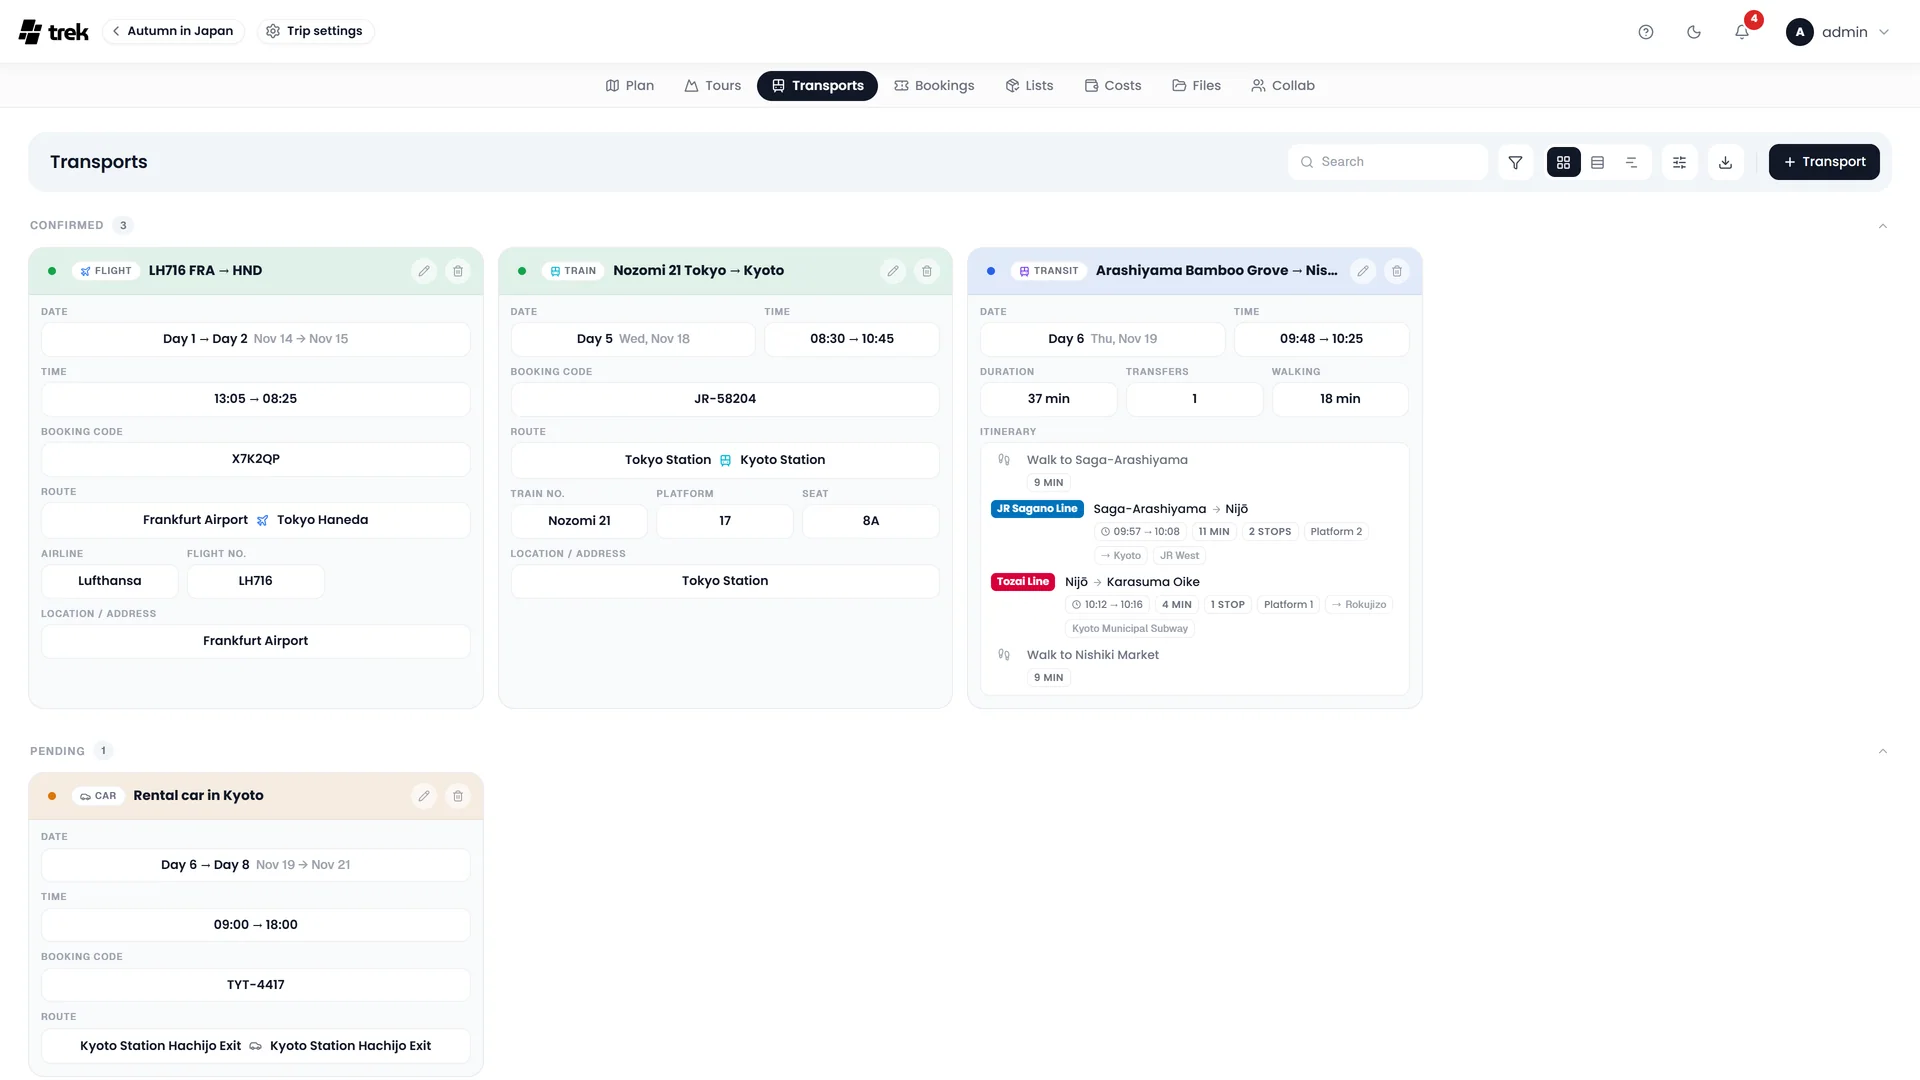 trek
Autumn in Japan
Trip settings
4
A
admin
Plan
Tours
Transports
Bookings
Lists
Costs
Files
Collab
Transports
Search
+ Transport
CONFIRMED 3
FLIGHT LH716 FRA → HND
DATE
Day 1 → Day 2 Nov 14 → Nov 15
TIME
13:05 → 08:25
BOOKING CODE
X7K2QP
ROUTE
Frankfurt Airport Tokyo Haneda
AIRLINE FLIGHT NO.
Lufthansa LH716
LOCATION / ADDRESS
Frankfurt Airport
TRAIN Nozomi 21 Tokyo → Kyoto
DATE TIME
Day 5 Wed, Nov 18 08:30 → 10:45
BOOKING CODE
JR-58204
ROUTE
Tokyo Station Kyoto Station
TRAIN NO. PLATFORM SEAT
Nozomi 21 17 8A
LOCATION / ADDRESS
Tokyo Station
TRANSIT Arashiyama Bamboo Grove → Nis...
DATE TIME
Day 6 Thu, Nov 19 09:48 → 10:25
DURATION TRANSFERS WALKING
37 min 1 18 min
ITINERARY
Walk to Saga-Arashiyama
9 MIN
JR Sagano Line Saga-Arashiyama → Nijō
09:57 → 10:08 11 MIN 2 STOPS Platform 2
→ Kyoto JR West
Tozai Line Nijō → Karasuma Oike
10:12 → 10:16 4 MIN 1 STOP Platform 1 → Rokujizo
Kyoto Municipal Subway
Walk to Nishiki Market
9 MIN
PENDING 1
CAR Rental car in Kyoto
DATE
Day 6 → Day 8 Nov 19 → Nov 21
TIME
09:00 → 18:00
BOOKING CODE
TYT-4417
ROUTE
Kyoto Station Hachijo Exit Kyoto Station Hachijo Exit